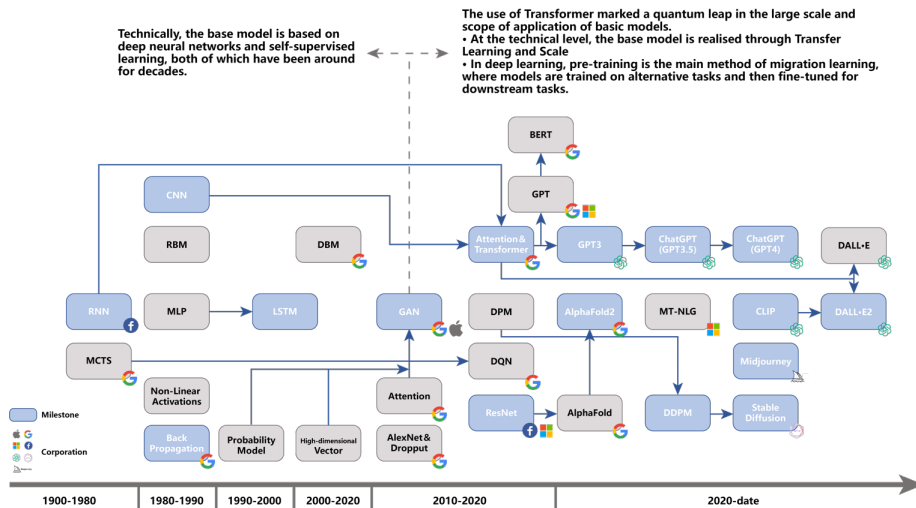 Technically, the base model is based on
deep neural networks and self-supervised
learning, both of which have been around
for decades.
The use of Transformer marked a quantum leap in the large scale and
scope of application of basic models.
• At the technical level, the base model is realised through Transfer
Learning and Scale
• In deep learning, pre-training is the main method of migration learning,
where models are trained on alternative tasks and then fine-tuned for
downstream tasks.
BERT
CNN
GPT
RBM
DBM
Attention &
Transformer
GPT3
ChatGPT
(GPT3.5)
ChatGPT
(GPT4)
DALL•E
RNN
MLP
LSTM
GAN
DPM
AlphaFold2
MT-NLG
CLIP
DALL•E2
MCTS
DQN
Midjourney
Non-Linear
Activations
Attention
ResNet
AlphaFold
DDPM
Stable
Diffusion
Milestone
Corporation
Back
Propagation
Probability
Model
High-dimensional
Vector
AlexNet &
Dropput
1900-1980
1980-1990
1990-2000
2000-2020
2010-2020
2020-date